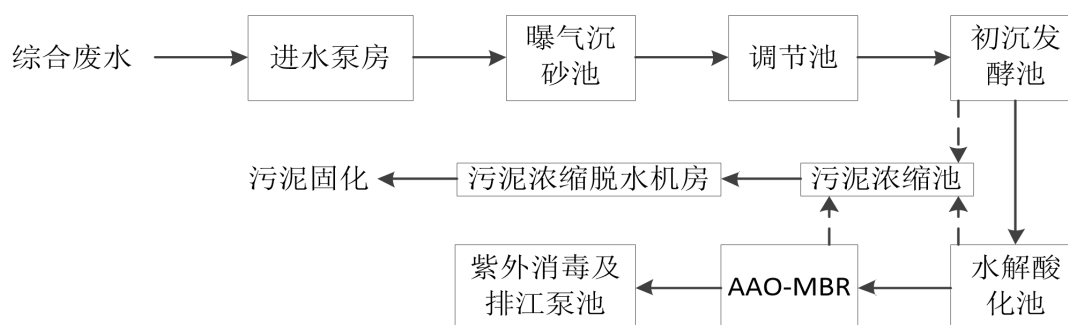 综合废水
进水泵房
曝气沉
砂池
调节池
初沉发
酵池
污泥固化
污泥浓缩脱水机房
污泥浓缩池
紫外消毒及
排江泵池
AAO-MBR
水解酸
化池